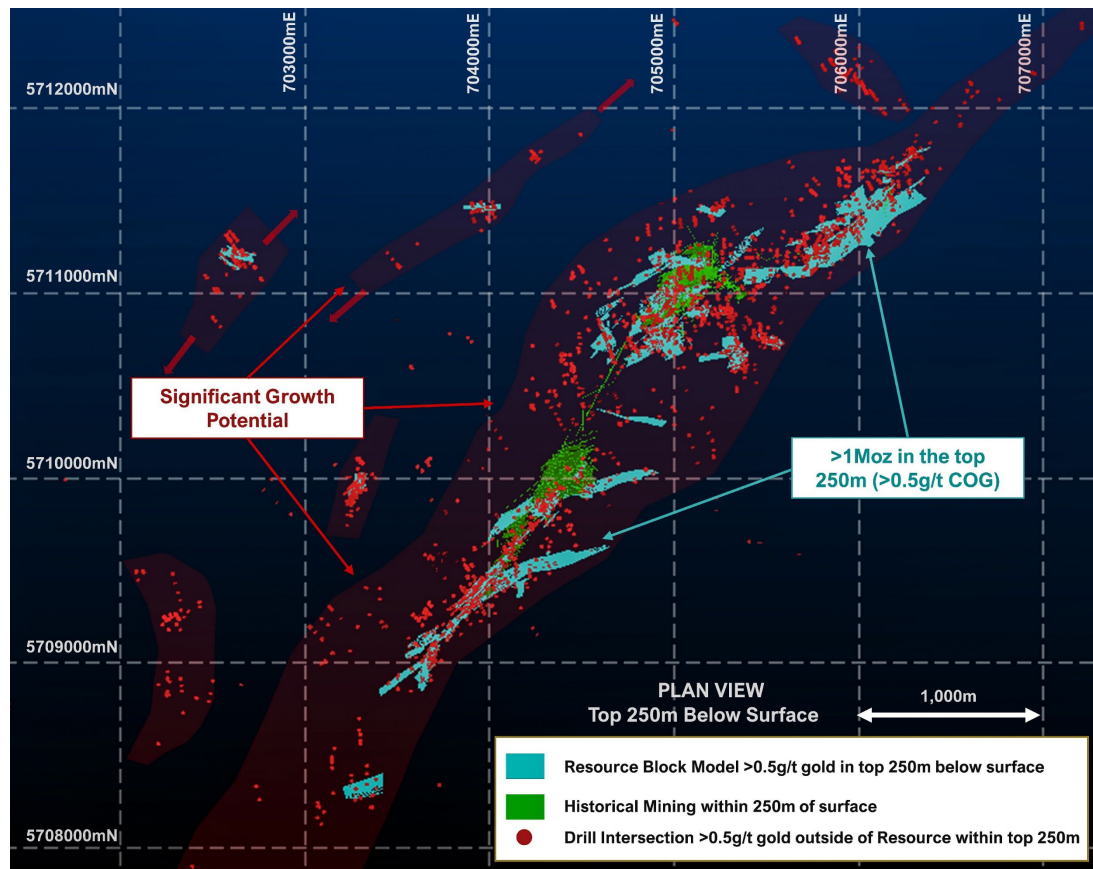 703000mE
704000mE
705000mE
706000mE
707000mE
5712000mN
5711000mN
5710000mN
5709000mN
5708000mN
Significant Growth
Potential
>1Moz in the top
250m (>0.5g/t COG)
PLAN VIEW
Top 250m Below Surface
1,000m
Resource Block Model >0.5g/t gold in top 250m below surface
Historical Mining within 250m of surface
Drill Intersection >0.5g/t gold outside of Resource within top 250m